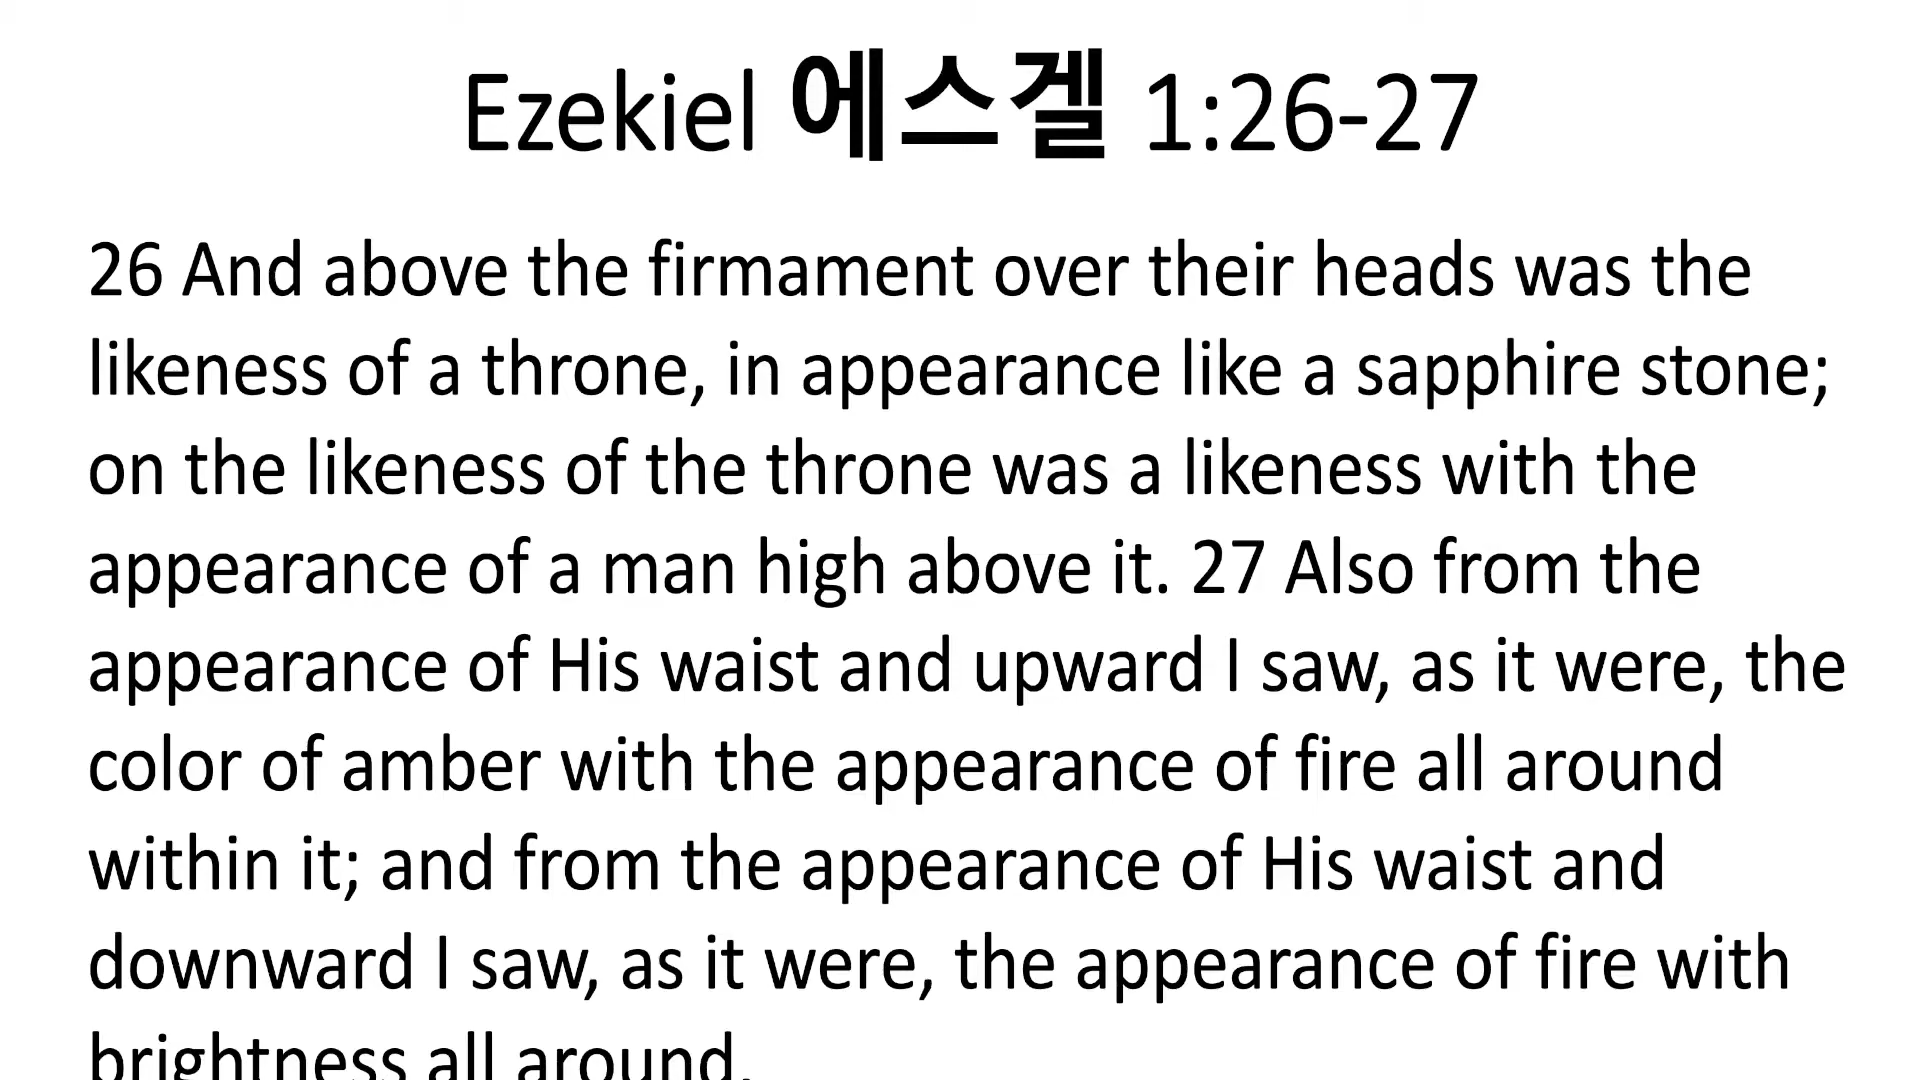 Ezekiel 에스겔 1:26-27
26 And above the firmament over their heads was the
likeness of a throne, in appearance like a sapphire stone;
on the likeness of the throne was a likeness with the
appearance of a man high above it. 27 Also from the
appearance of His waist and upward I saw, as it were, the
color of amber with the appearance of fire all around
within it; and from the appearance of His waist and
downward I saw, as it were, the appearance of fire with
brightness all around.